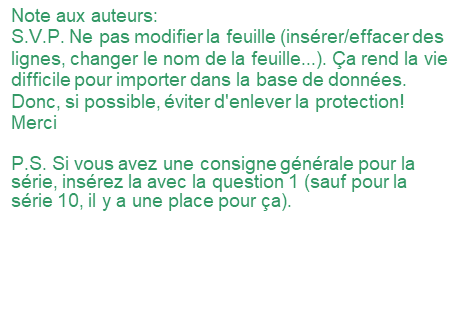 Note aux auteurs:
S.V.P. Ne pas modifier la feuille (insérer/effacer des
lignes, changer le nom de la feuille...). Ça rend la vie
difficile pour importer dans la base de données.
Donc, si possible, éviter d'enlever la protection!
Merci
P.S. Si vous avez une consigne générale pour la
série, insérez la avec la question 1 (sauf pour la
série 10, il y a une place pour ça).